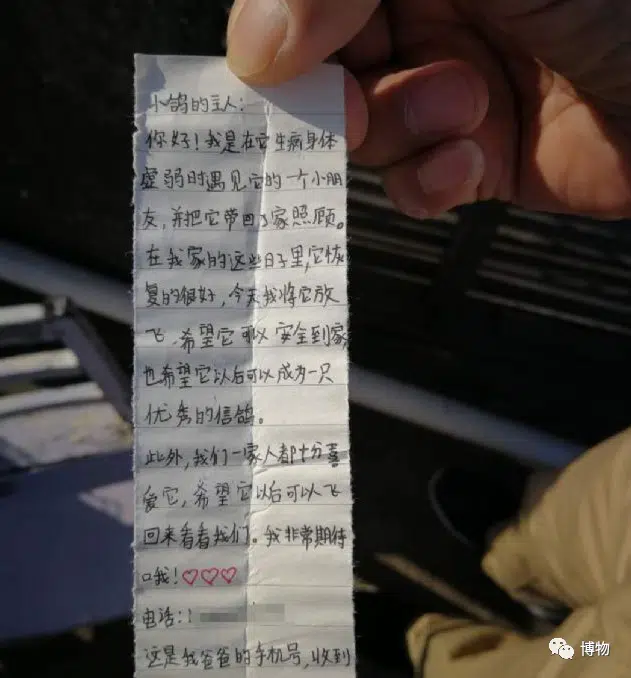 小鸽的主人：
你好！我是在它生病身体
虚弱时遇见它的一个小朋
友，并把它带回了家照顾。
在我家的这些日子里，它恢
复的很好，今天我将它放
飞，希望它可以安全到家，
也希望它以后可以成为一只
优秀的信鸽。
此外，我们一家人都十分喜
爱它，希望它以后可以飞
回来看看我们。我非常期待
哦！♡♡♡
电话：1
这是我爸爸的手机号，收到
博物